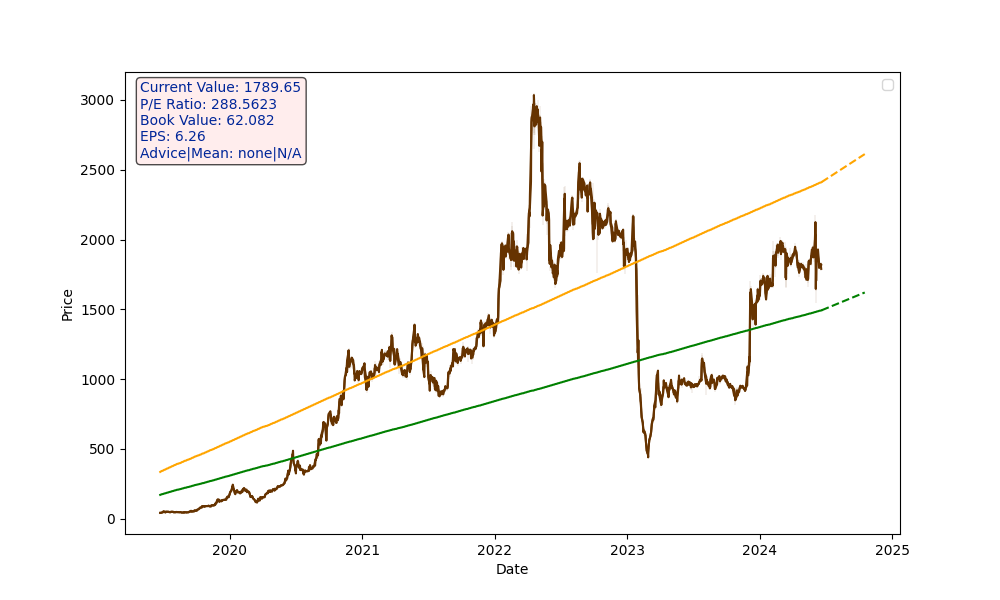 Current Value: 1789.65
P/E Ratio: 288.5623
Book Value: 62.082
EPS: 6.26
Advice|Mean: none|N/A
3000
2500
2000
1500
1000
500
0
Price
2020 2021 2022 2023 2024 2025
Date